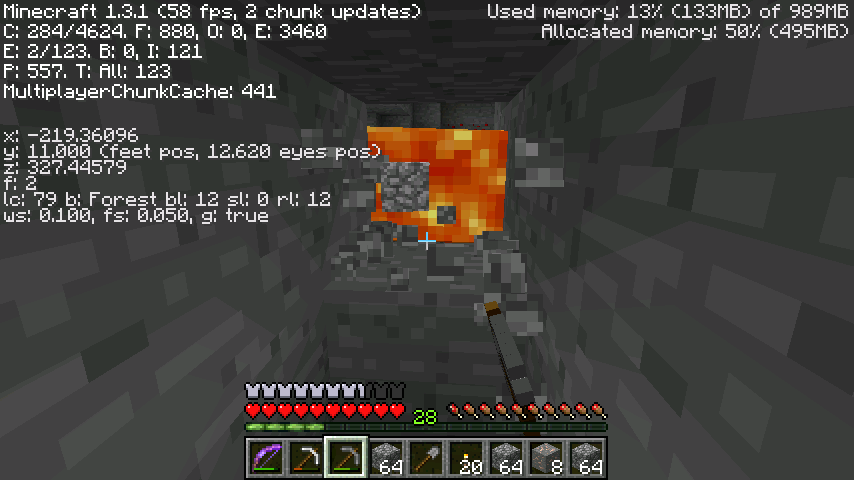 Minecraft 1.3.1 (58 fps, 2 chunk updates)
C: 284/4624. F: 880, O: 0, E: 3460
E: 2/123. B: 0, I: 121
P: 557. T: All: 123
MultiplayerChunkCache: 441
Used memory: 13% (133MB) of 989MB
Allocated memory: 50% (495MB)
x: -219.36096
y: 11.000 (feet pos, 12.620 eyes pos)
z: 327.44579
f: 2
lc: 79 b: Forest bl: 12 sl: 0 rl: 12
ws: 0.100, fs: 0.050, g: true
28
64 20 64 8 64